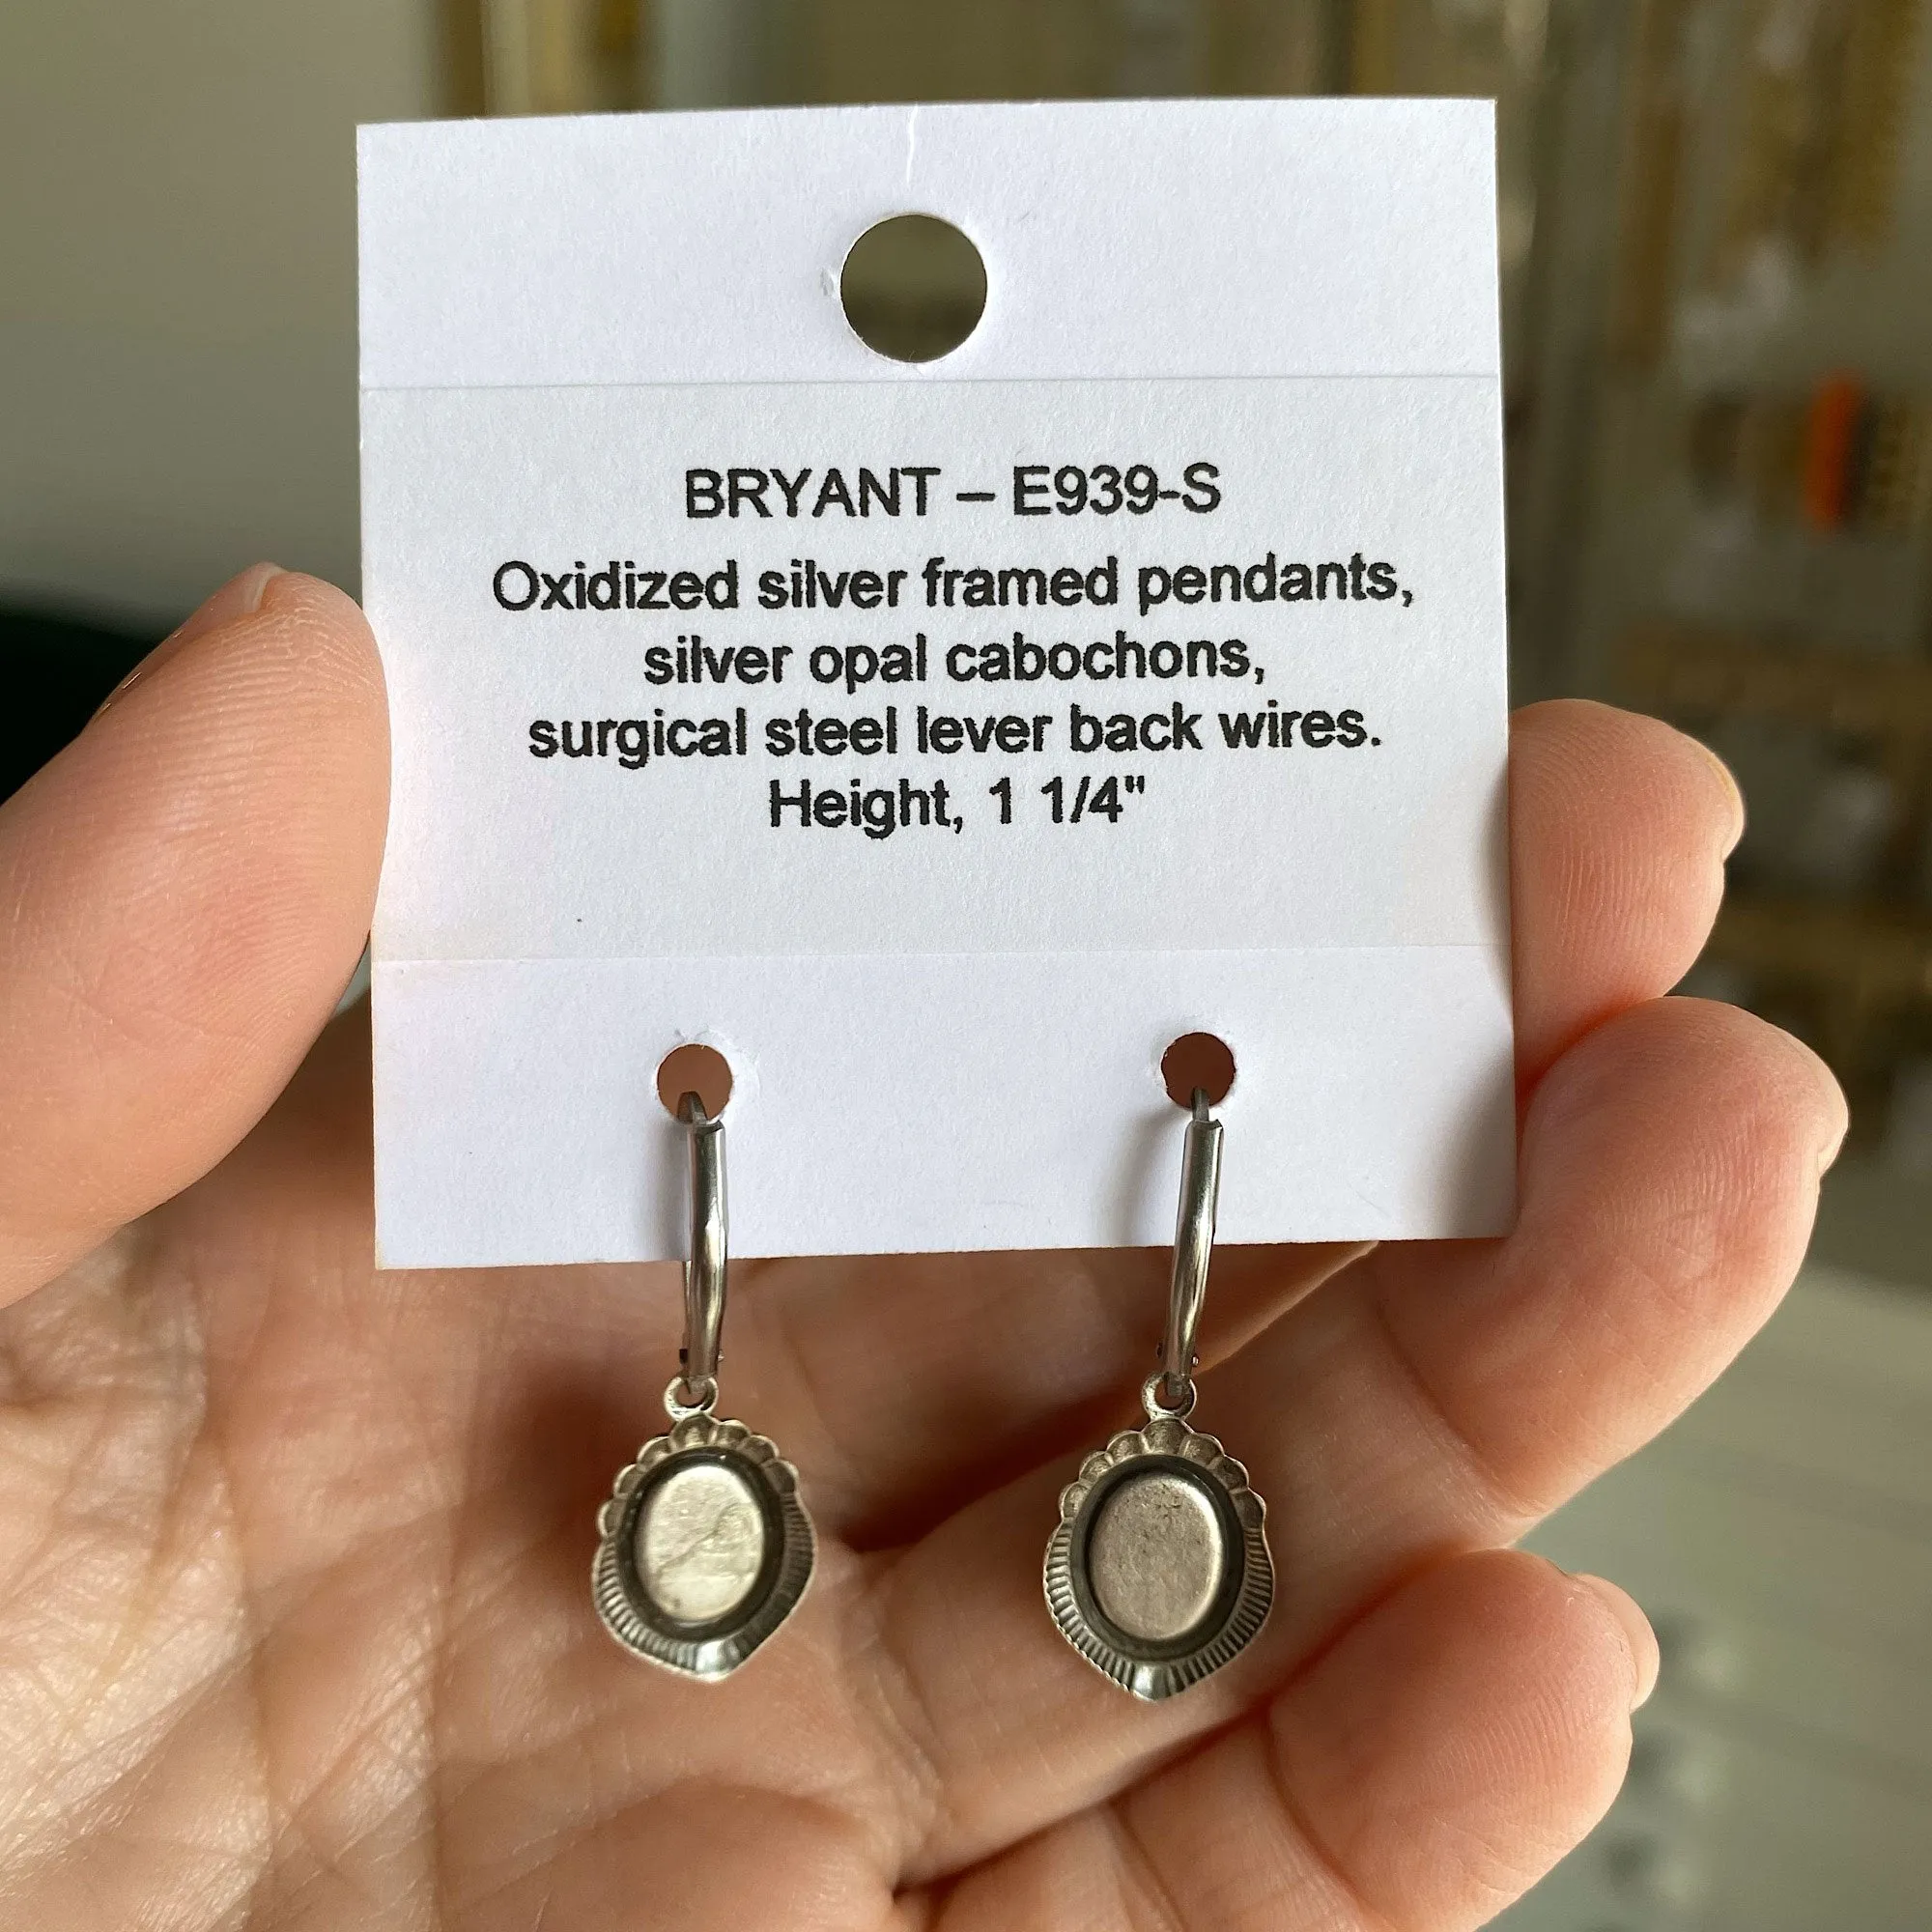 BRYANT – E939-S
Oxidized silver framed pendants,
silver opal cabochons,
surgical steel lever back wires.
Height, 1 1/4"